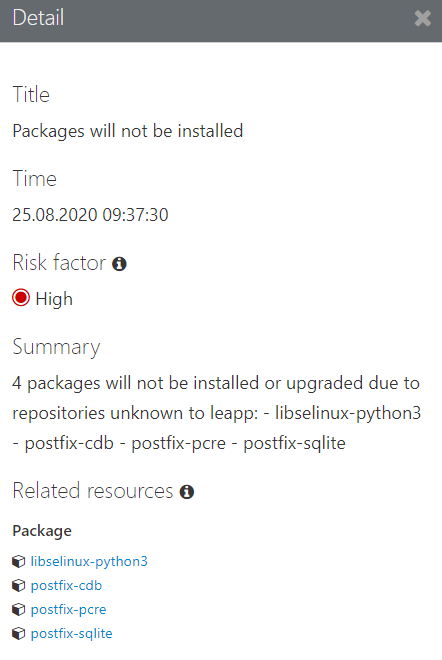 Detail
Title
Packages will not be installed
Time
25.08.2020 09:37:30
Risk factor
High
Summary
4 packages will not be installed or upgraded due to
repositories unknown to leapp: - libselinux-python3
- postfix-cdb - postfix-pcre - postfix-sqlite
Related resources
Package
libselinux-python3
postfix-cdb
postfix-pcre
postfix-sqlite